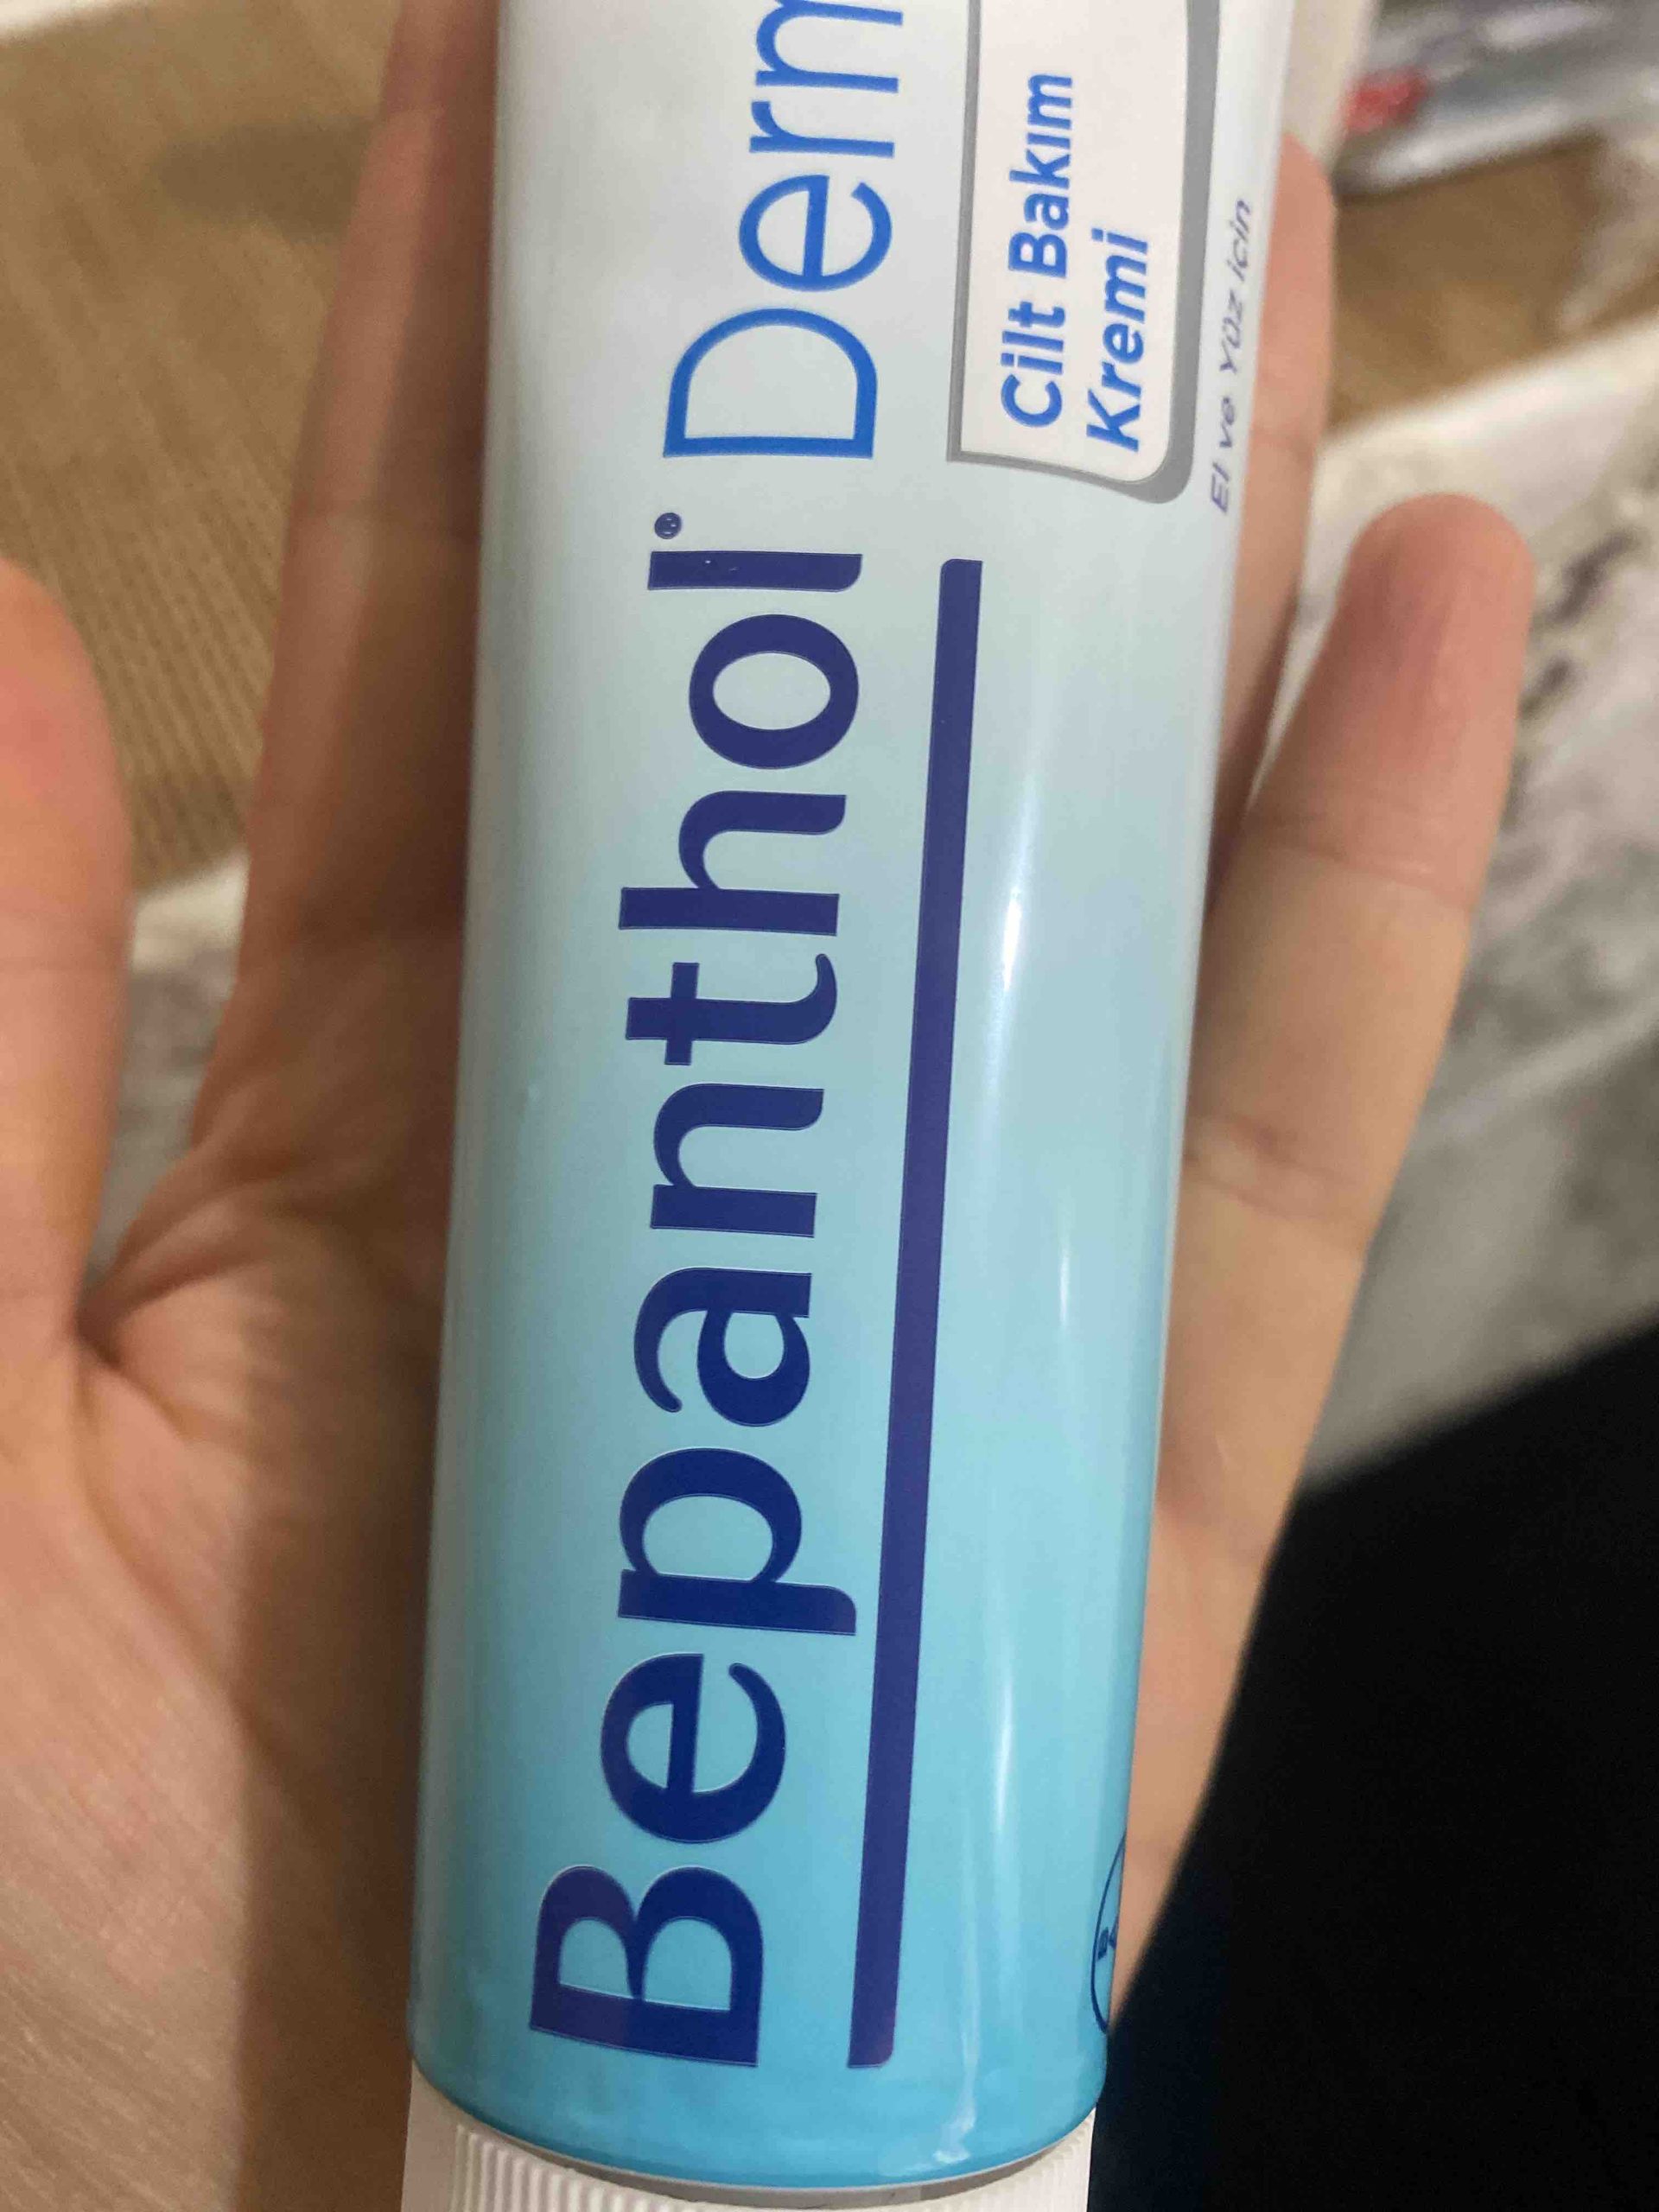 Bepanthol® Derm
Cilt Bakım
Kremi
El ve Yüz için